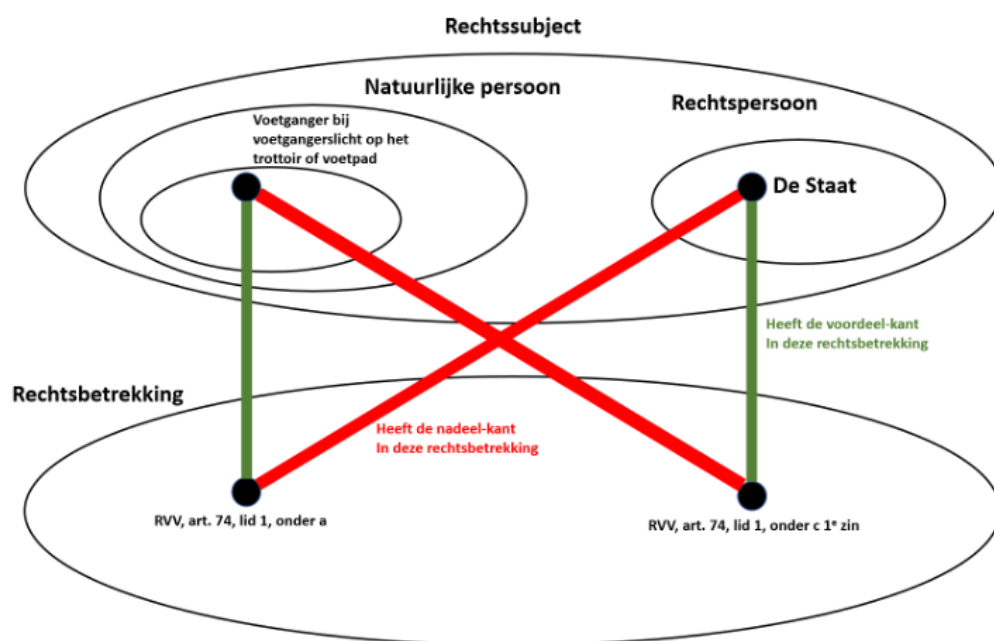 Rechtssubject
Natuurlijke persoon
Rechtspersoon
Voetganger bij
voetgangerslicht op het
trottoir of voetpad
De Staat
Heeft de voordeel-kant
In deze rechtsbetrekking
Rechtsbetrekking
Heeft de nadeel-kant
In deze rechtsbetrekking
RVV, art. 74, lid 1, onder a
RVV, art. 74, lid 1, onder c 1ᵉ zin